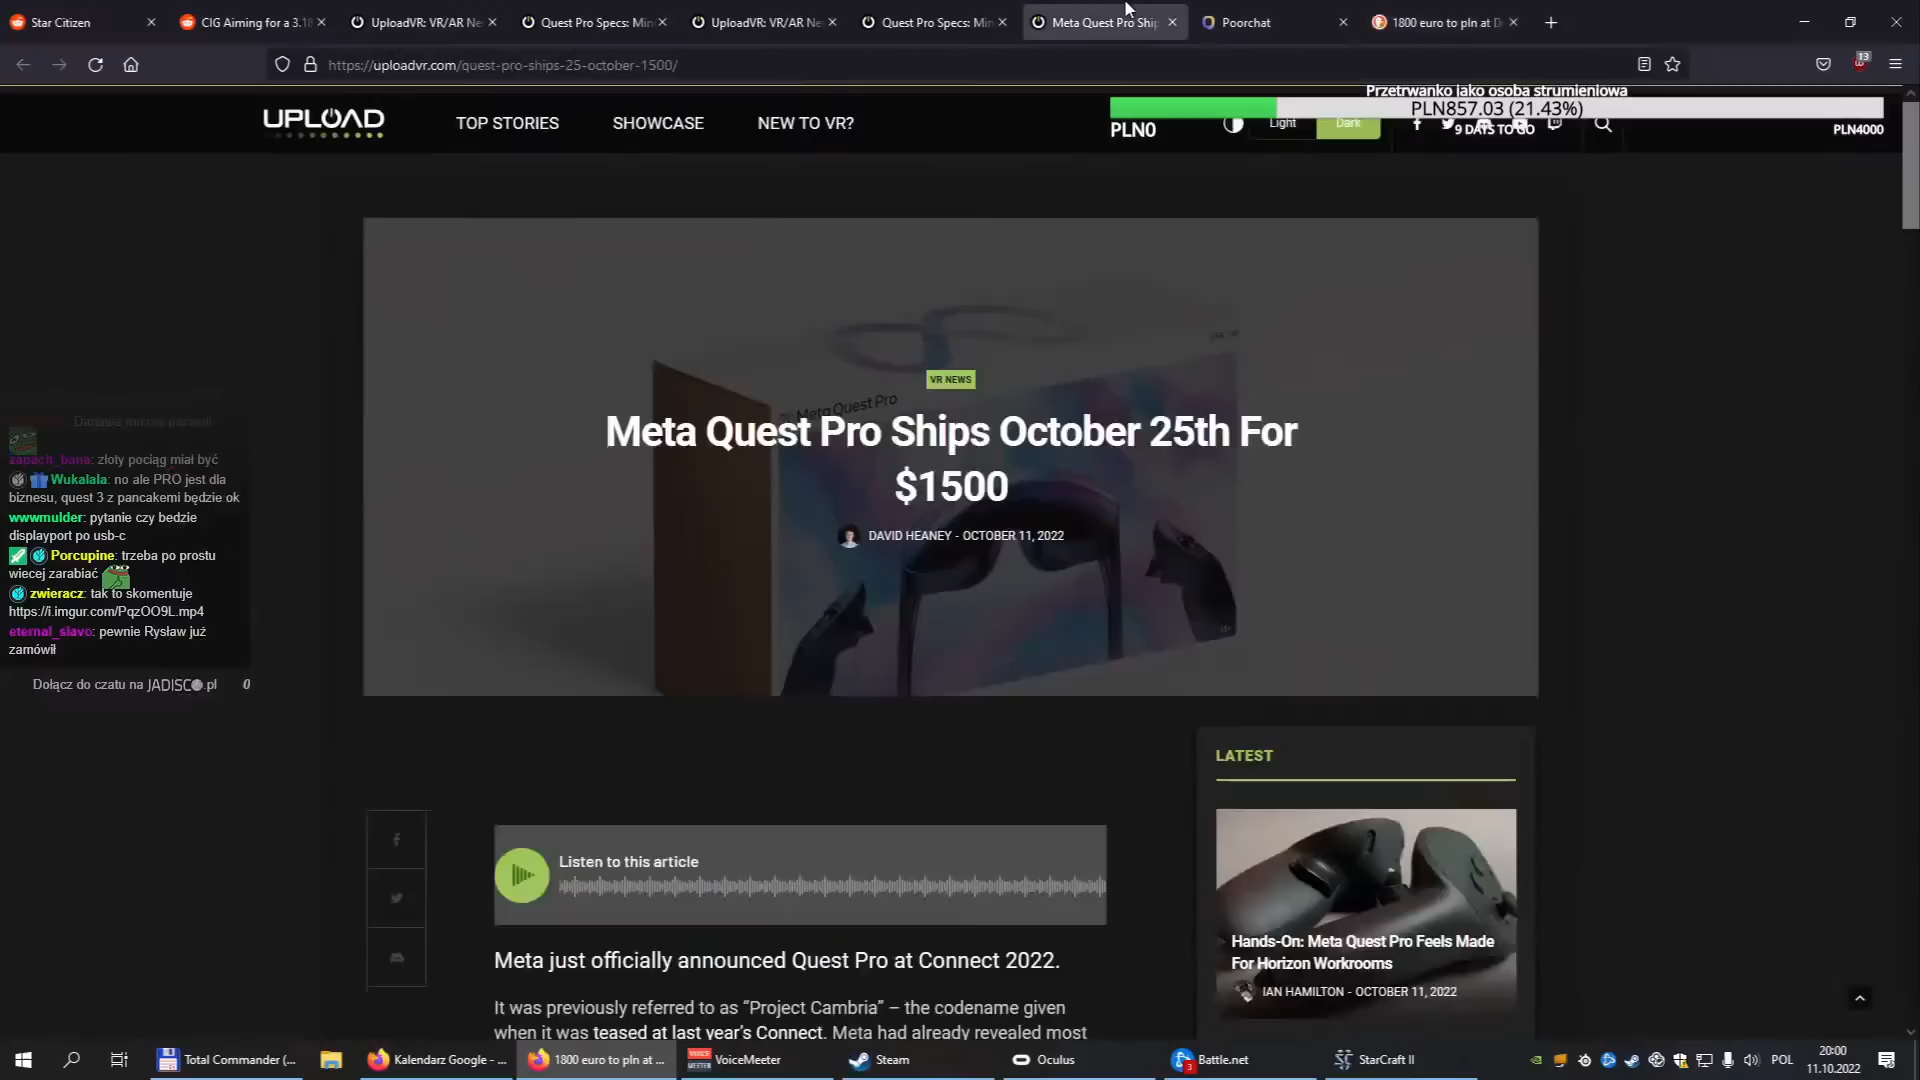 Star Citizen
CIG Aiming for a 3.18
UploadVR: VR/AR Ne
Quest Pro Specs: Min
UploadVR: VR/AR Ne
Quest Pro Specs: Min
Meta Quest Pro Ship
Poorchat
1800 euro to pln at D
https://uploadvr.com/quest-pro-ships-25-october-1500/
13
Przetrwanko jako osoba strumieniowa
PLN857.03 (21.43%)
PLN0
9 DAYS TO GO
PLN4000
UPLOAD
TOP STORIES
SHOWCASE
NEW TO VR?
Light
Dark
Meta Quest Pro
VR NEWS
Meta Quest Pro Ships October 25th For
$1500
DAVID HEANEY - OCTOBER 11, 2022
zapach_bana: złoty pociąg miał być
Wukalala: no ale PRO jest dla
biznesu, quest 3 z pancakemi będzie ok
wwwmulder: pytanie czy bedzie
displayport po usb-c
Porcupine: trzeba po prostu
wiecej zarabiać
zwieracz: tak to skomentuje
https://i.imgur.com/PqzOO9L.mp4
eternal_slavo: pewnie Rysław już
zamówił
Dołącz do czatu na JADISCO.pl 0
LATEST
Listen to this article
Hands-On: Meta Quest Pro Feels Made
For Horizon Workrooms
IAN HAMILTON - OCTOBER 11, 2022
Meta just officially announced Quest Pro at Connect 2022.
It was previously referred to as “Project Cambria” – the codename given
when it was teased at last year’s Connect. Meta had already revealed most
Total Commander (...
Kalendarz Google - ...
1800 euro to pln at ...
VOICE
MEETER
VoiceMeeter
Steam
Oculus
3
Battle.net
StarCraft II
POL
20:00
11.10.2022